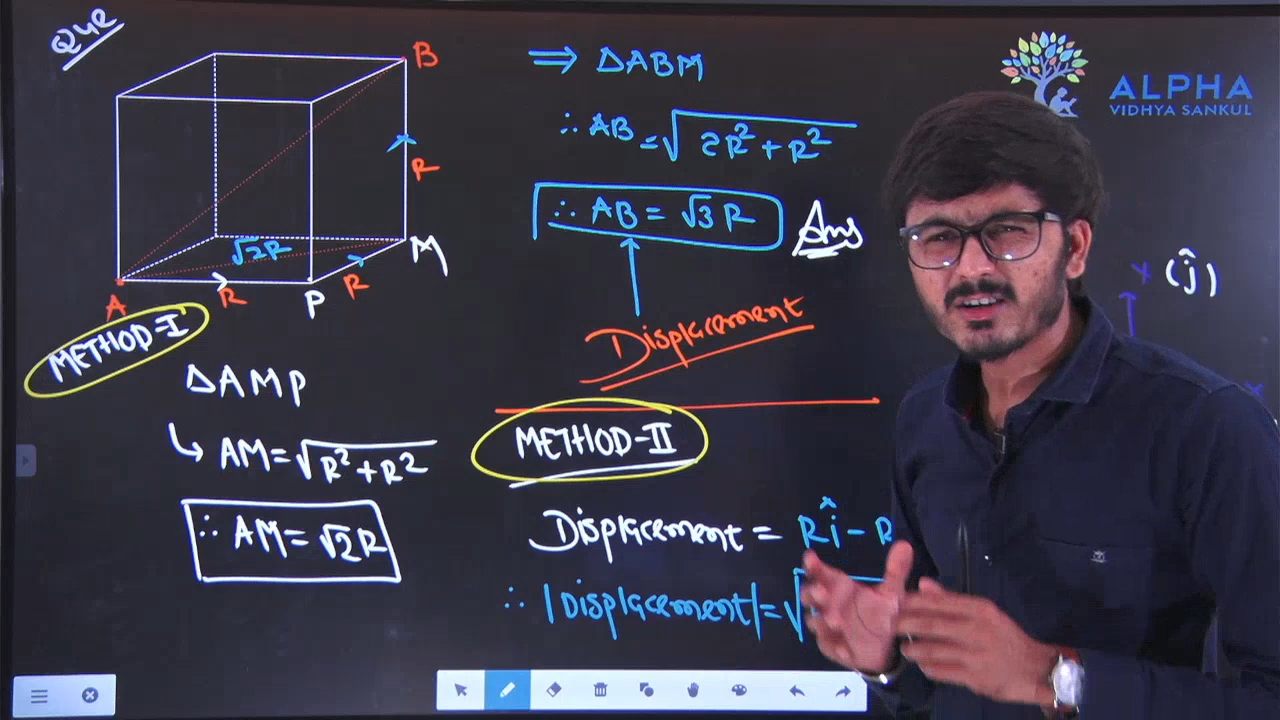 Que
B
R
M
√2R
A
R
P
R
METHOD-I
ΔAMP
↳ AM = √R² + R²
∴ AM = √2R
⇒ ΔABM
∴ AB = √2R² + R²
∴ AB = √3 R
Ans
Displacement
METHOD-II
Displacement = Rî - R
∴ |Displacement| = √
ALPHA
VIDHYA SANKUL
(ĵ)